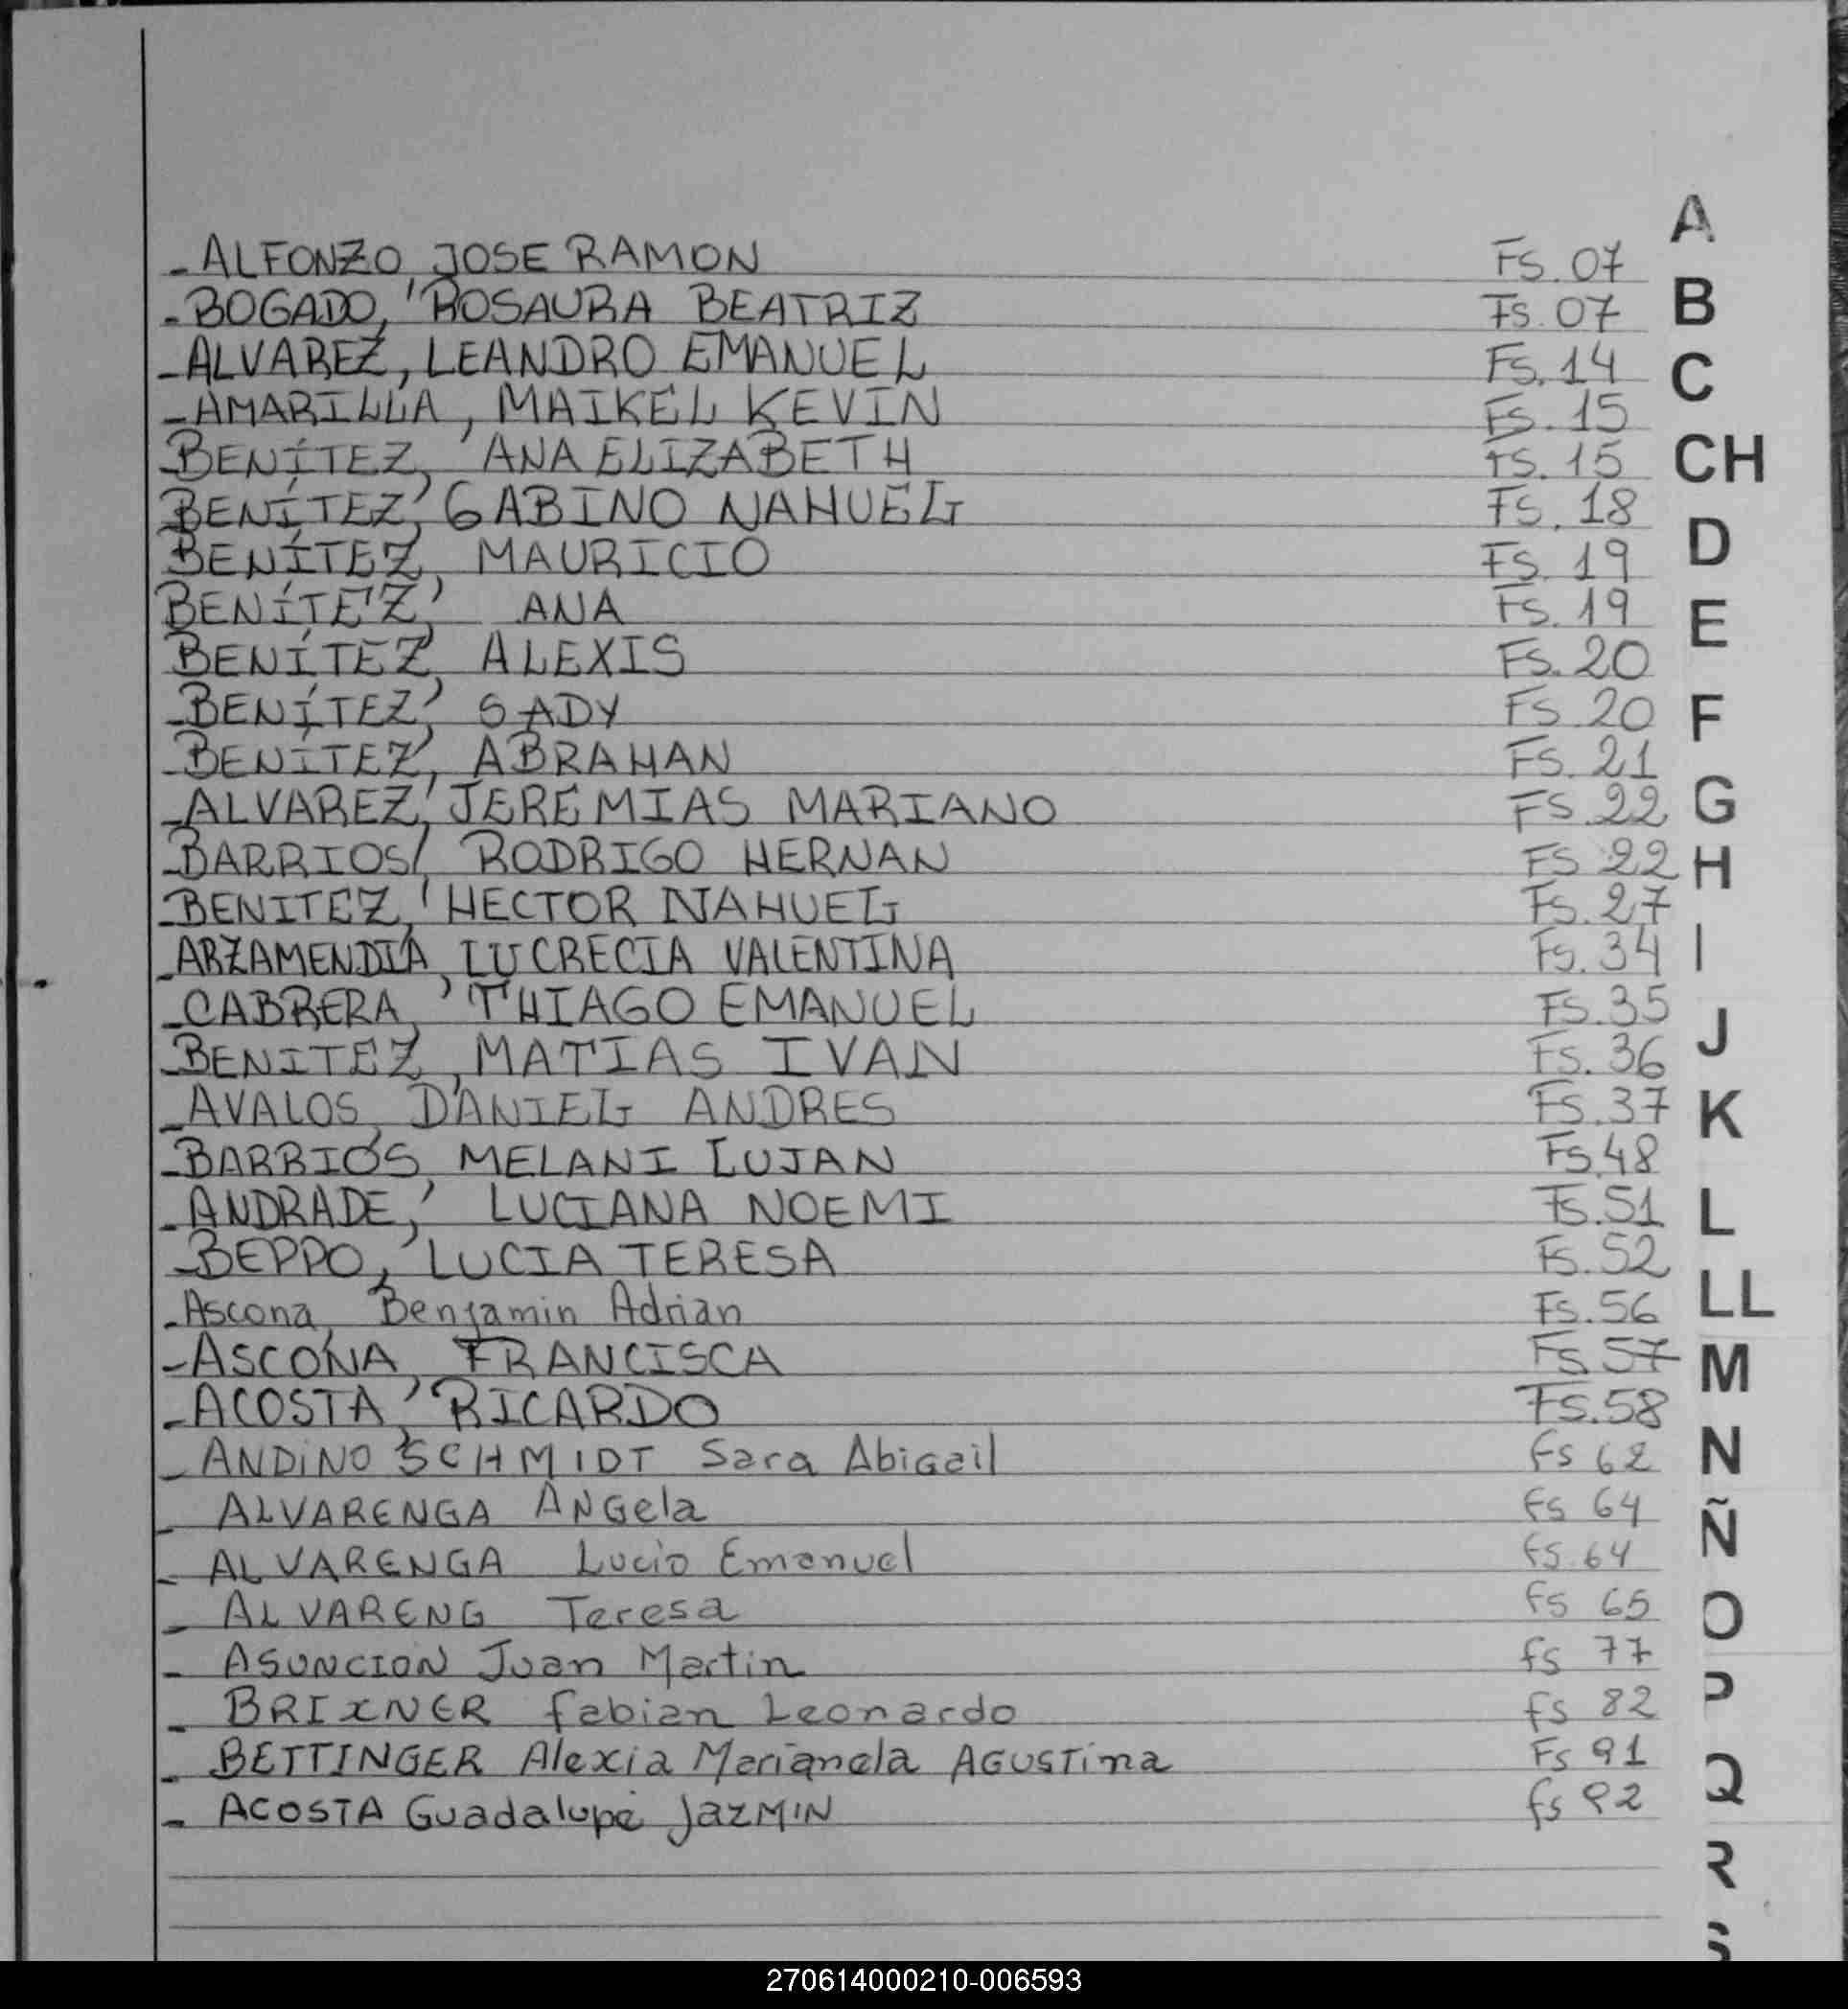 A
- ALFONZO, JOSE RAMON Fs. 07
- BOGADO, ROSAURA BEATRIZ Fs. 07
B
- ALVAREZ, LEANDRO EMANUEL Fs. 14
C
- AMARILLA, MAIKEL KEVIN Fs. 15
BENÍTEZ, ANA ELIZABETH Fs. 15
CH
BENÍTEZ, GABINO NAHUEL Fs. 18
D
BENÍTEZ, MAURICIO Fs. 19
BENÍTEZ, ANA Fs. 19
E
BENÍTEZ, ALEXIS Fs. 20
- BENÍTEZ, SADY Fs. 20
F
- BENÍTEZ, ABRAHAN Fs. 21
- ALVAREZ, JEREMIAS MARIANO Fs. 22
G
- BARRIOS, RODRIGO HERNAN Fs 22
H
- BENITEZ, HECTOR NAHUEL Fs. 27
- ARZAMENDIA, LUCRECIA VALENTINA Fs. 34
I
- CABRERA, THIAGO EMANUEL Fs. 35
J
- BENITEZ, MATIAS IVAN Fs. 36
- AVALOS, DANIEL ANDRES Fs. 37
K
- BARRIOS, MELANI LUJAN Fs. 48
- ANDRADE, LUCIANA NOEMI Fs. 51
L
- BEPPO, LUCIA TERESA Fs. 52
- Ascona, Benjamin Adrian Fs. 56
LL
- ASCONA, FRANCISCA Fs 57
M
- ACOSTA, RICARDO Fs. 58
- ANDINO SCHMIDT Sara Abigail Fs 62
N
- ALVARENGA ANGela Fs 64
Ñ
- ALVARENGA Lucio Emanuel Fs. 64
- ALVARENG Teresa Fs 65
O
- ASUNCION Juan Martin fs 77
- BRIXNER fabian Leonardo fs 82
P
- BETTINGER Alexia Marianela AGUSTina Fs 91
Q
- ACOSTA Guadalupe JazMIN fs 92
R
S
270614000210-006593